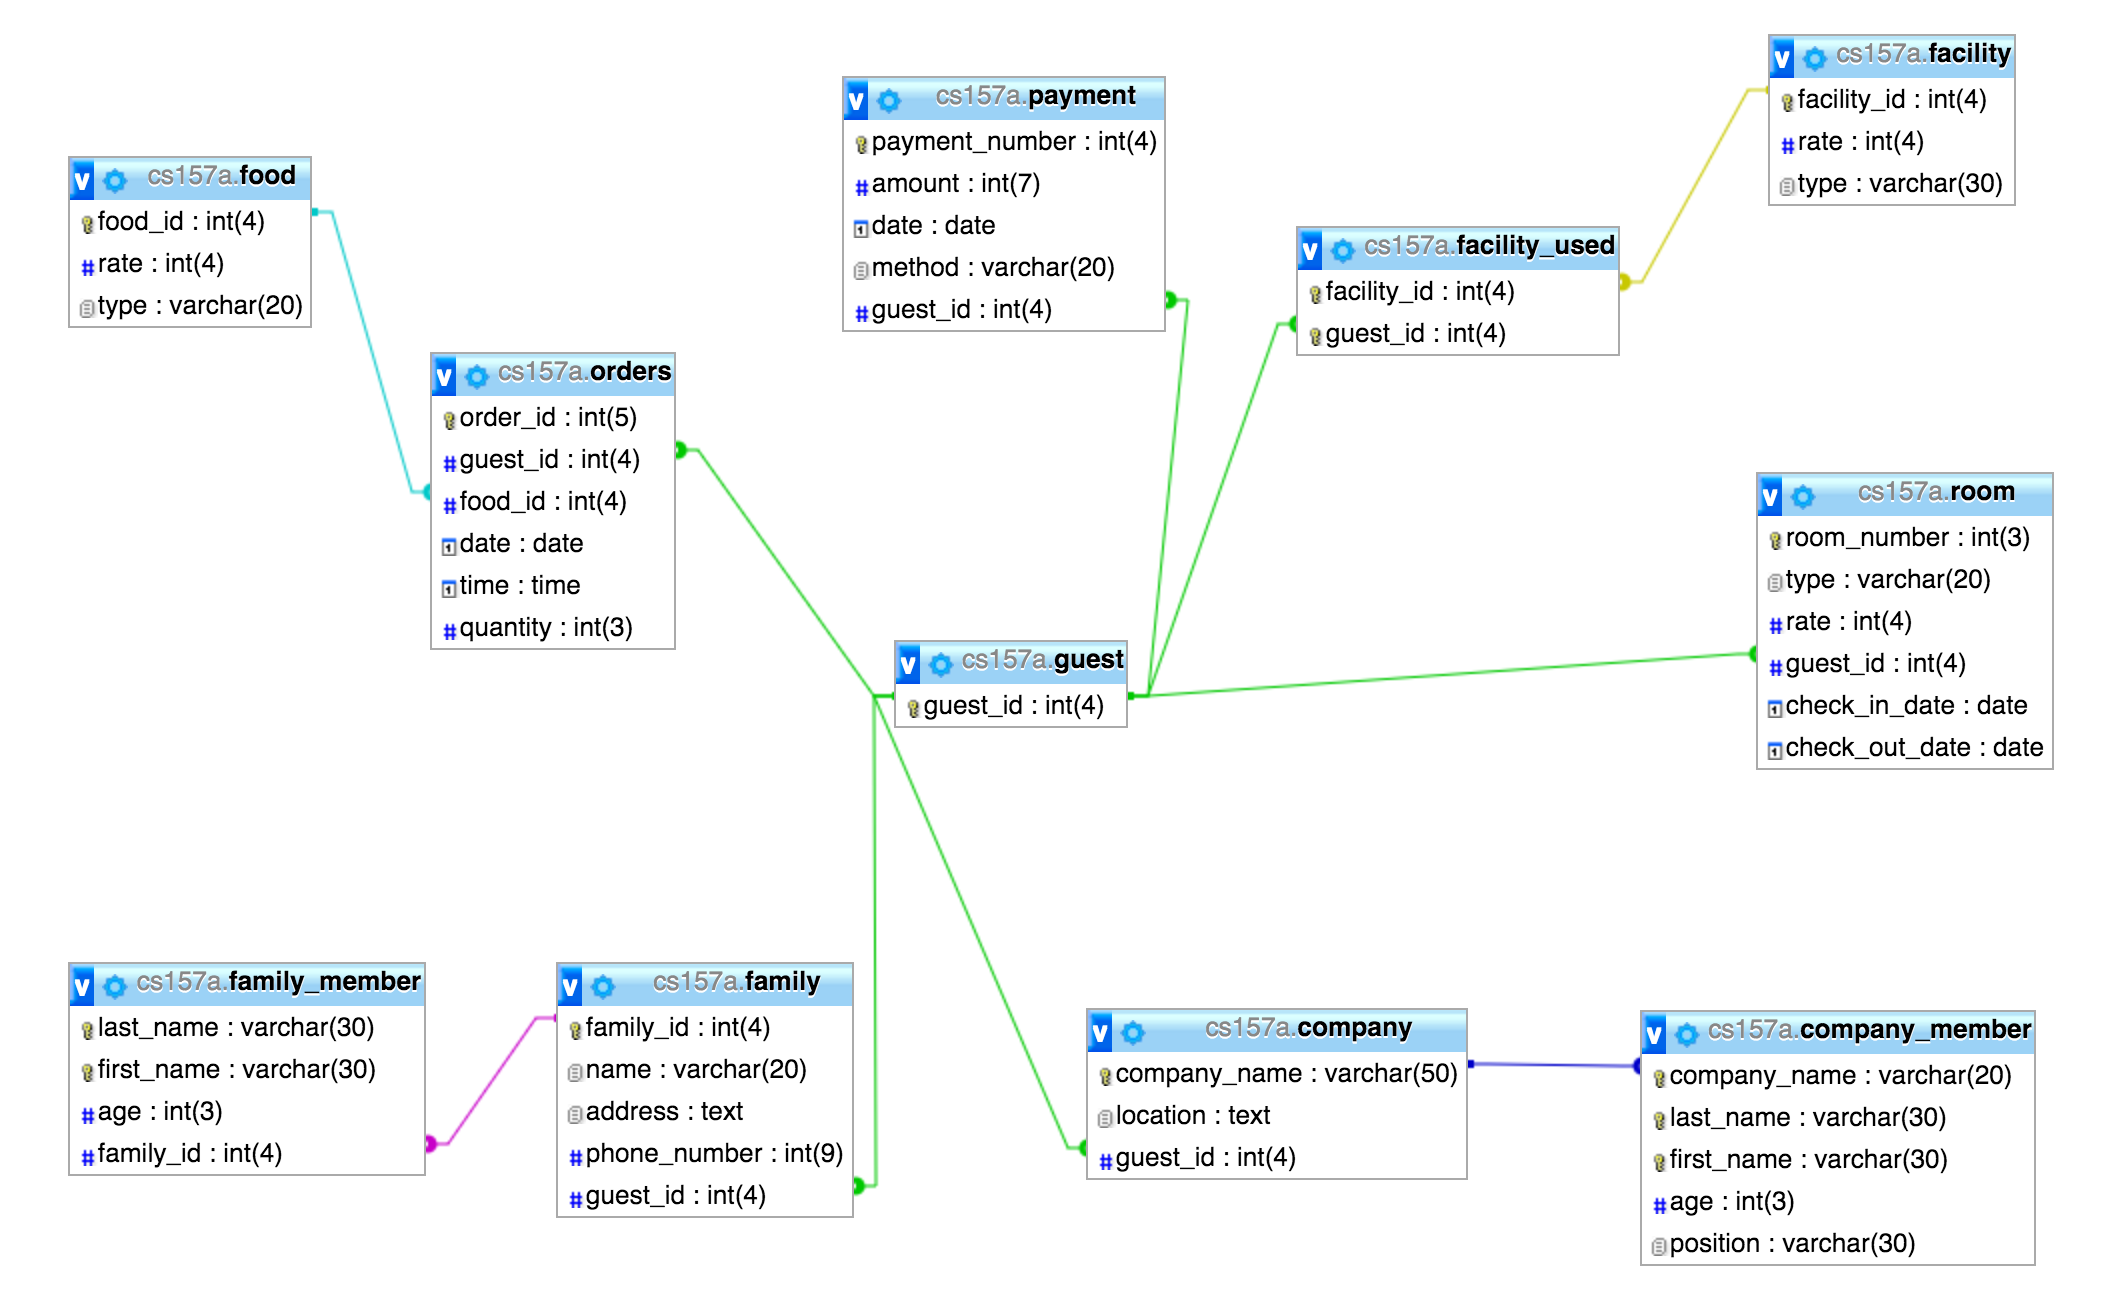 cs157a.facility
facility_id : int(4)
rate : int(4)
type : varchar(30)
cs157a.payment
payment_number : int(4)
amount : int(7)
date : date
method : varchar(20)
guest_id : int(4)
cs157a.food
food_id : int(4)
rate : int(4)
type : varchar(20)
cs157a.facility_used
facility_id : int(4)
guest_id : int(4)
cs157a.orders
order_id : int(5)
guest_id : int(4)
food_id : int(4)
date : date
time : time
quantity : int(3)
cs157a.room
room_number : int(3)
type : varchar(20)
rate : int(4)
guest_id : int(4)
check_in_date : date
check_out_date : date
cs157a.guest
guest_id : int(4)
cs157a.family_member
last_name : varchar(30)
first_name : varchar(30)
age : int(3)
family_id : int(4)
cs157a.family
family_id : int(4)
name : varchar(20)
address : text
phone_number : int(9)
guest_id : int(4)
cs157a.company
company_name : varchar(50)
location : text
guest_id : int(4)
cs157a.company_member
company_name : varchar(20)
last_name : varchar(30)
first_name : varchar(30)
age : int(3)
position : varchar(30)